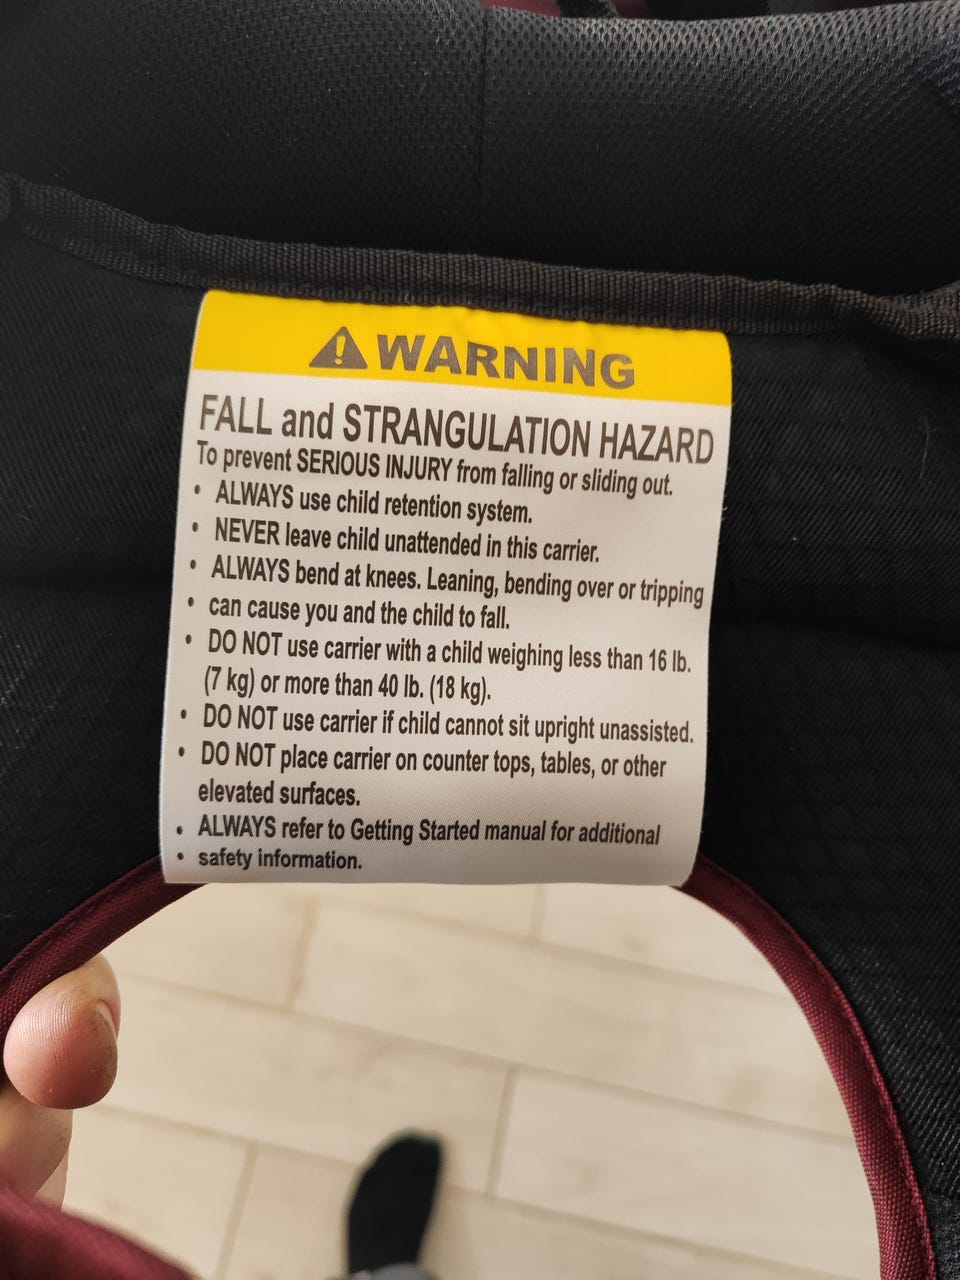 ⚠ WARNING
FALL and STRANGULATION HAZARD
To prevent SERIOUS INJURY from falling or sliding out.
• ALWAYS use child retention system.
• NEVER leave child unattended in this carrier.
• ALWAYS bend at knees. Leaning, bending over or tripping
• can cause you and the child to fall.
• DO NOT use carrier with a child weighing less than 16 lb.
(7 kg) or more than 40 lb. (18 kg).
• DO NOT use carrier if child cannot sit upright unassisted.
• DO NOT place carrier on counter tops, tables, or other
elevated surfaces.
• ALWAYS refer to Getting Started manual for additional
• safety information.